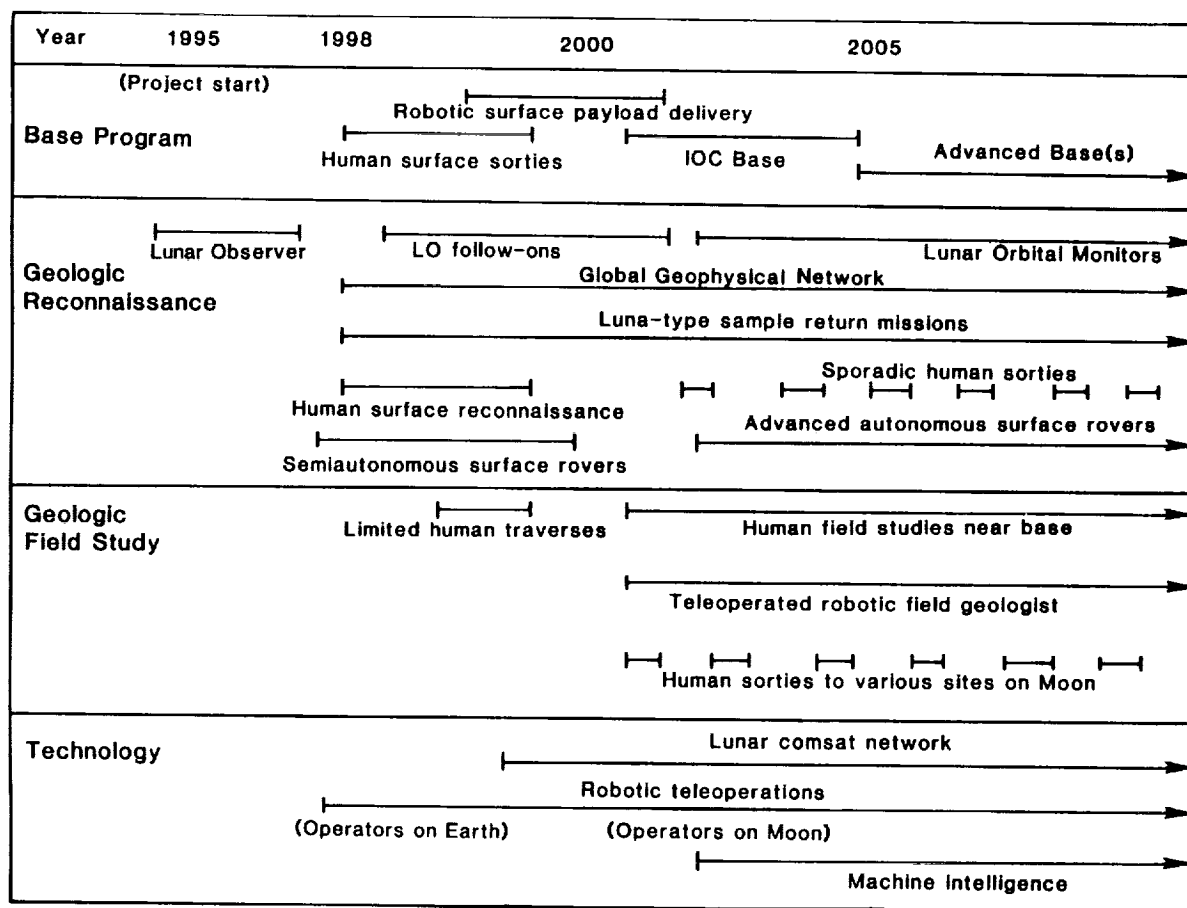 Year 1995 1998 2000 2005
(Project start)
Robotic surface payload delivery
Base Program
Human surface sorties
IOC Base
Advanced Base(s)
Lunar Observer
LO follow-ons
Lunar Orbital Monitors
Geologic
Reconnaissance
Global Geophysical Network
Luna-type sample return missions
Sporadic human sorties
Human surface reconnaissance
Advanced autonomous surface rovers
Semiautonomous surface rovers
Geologic
Field Study
Limited human traverses
Human field studies near base
Teleoperated robotic field geologist
Human sorties to various sites on Moon
Technology
Lunar comsat network
Robotic teleoperations
(Operators on Earth)
(Operators on Moon)
Machine intelligence